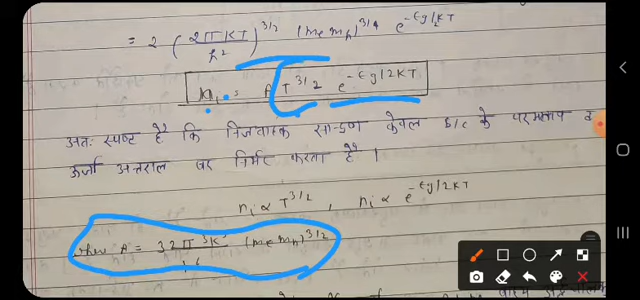 = 2 (2πKT/h²)^3/2 (me mh)^3/4 e^-Eg/2KT
ni = A T^3/2 e^-Eg/2KT
अतः स्पष्ट है कि निजवाहक सान्द्रण केवल s/c के परमताप व
ऊर्जा अन्तराल पर निर्भर करता है ।
ni ∝ T^3/2 , ni ∝ e^-Eg/2KT
when A = 32π³K³/h⁶ (me mh)^3/2